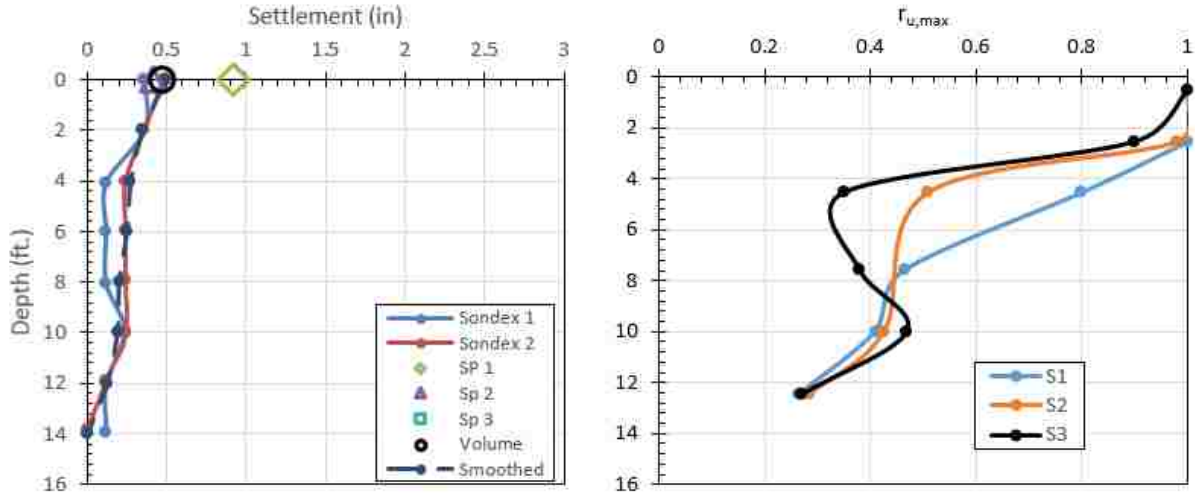 Settlement (in)
0 0.5 1 1.5 2 2.5 3
0
2
4
6
8
10
12
14
16
Depth (ft.)
Sondex 1
Sondex 2
SP 1
Sp 2
Sp 3
Volume
Smoothed
ru,max
0 0.2 0.4 0.6 0.8 1
0
2
4
6
8
10
12
14
16
S1
S2
S3